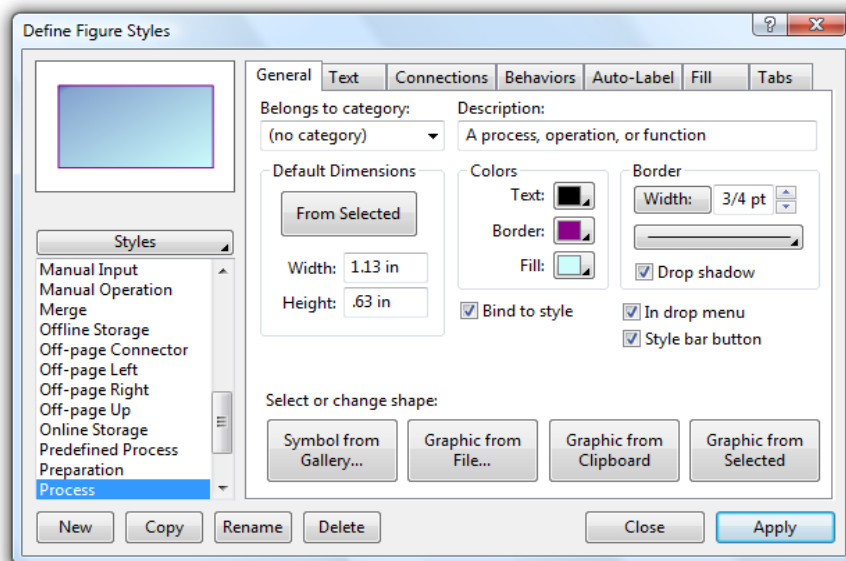 Define Figure Styles
?
General Text Connections Behaviors Auto-Label Fill Tabs
Belongs to category:
(no category)
Description:
A process, operation, or function
Default Dimensions
From Selected
Width: 1.13 in
Height: .63 in
Colors
Text:
Border:
Fill:
Border
Width: 3/4 pt
Drop shadow
Bind to style
In drop menu
Style bar button
Styles
Manual Input
Manual Operation
Merge
Offline Storage
Off-page Connector
Off-page Left
Off-page Right
Off-page Up
Online Storage
Predefined Process
Preparation
Process
Select or change shape:
Symbol from
Gallery...
Graphic from
File...
Graphic from
Clipboard
Graphic from
Selected
New Copy Rename Delete Close Apply